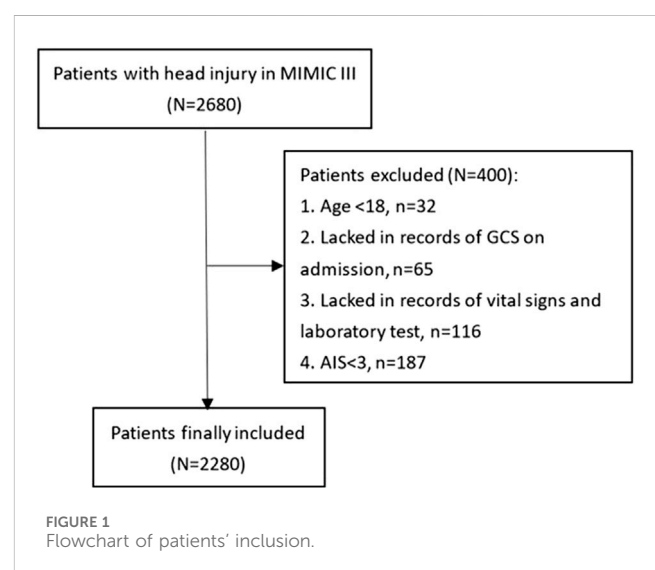 Patients with head injury in MIMIC III
(N=2680)
Patients excluded (N=400):
1. Age <18, n=32
2. Lacked in records of GCS on
admission, n=65
3. Lacked in records of vital signs and
laboratory test, n=116
4. AIS<3, n=187
Patients finally included
(N=2280)
FIGURE 1
Flowchart of patients’ inclusion.